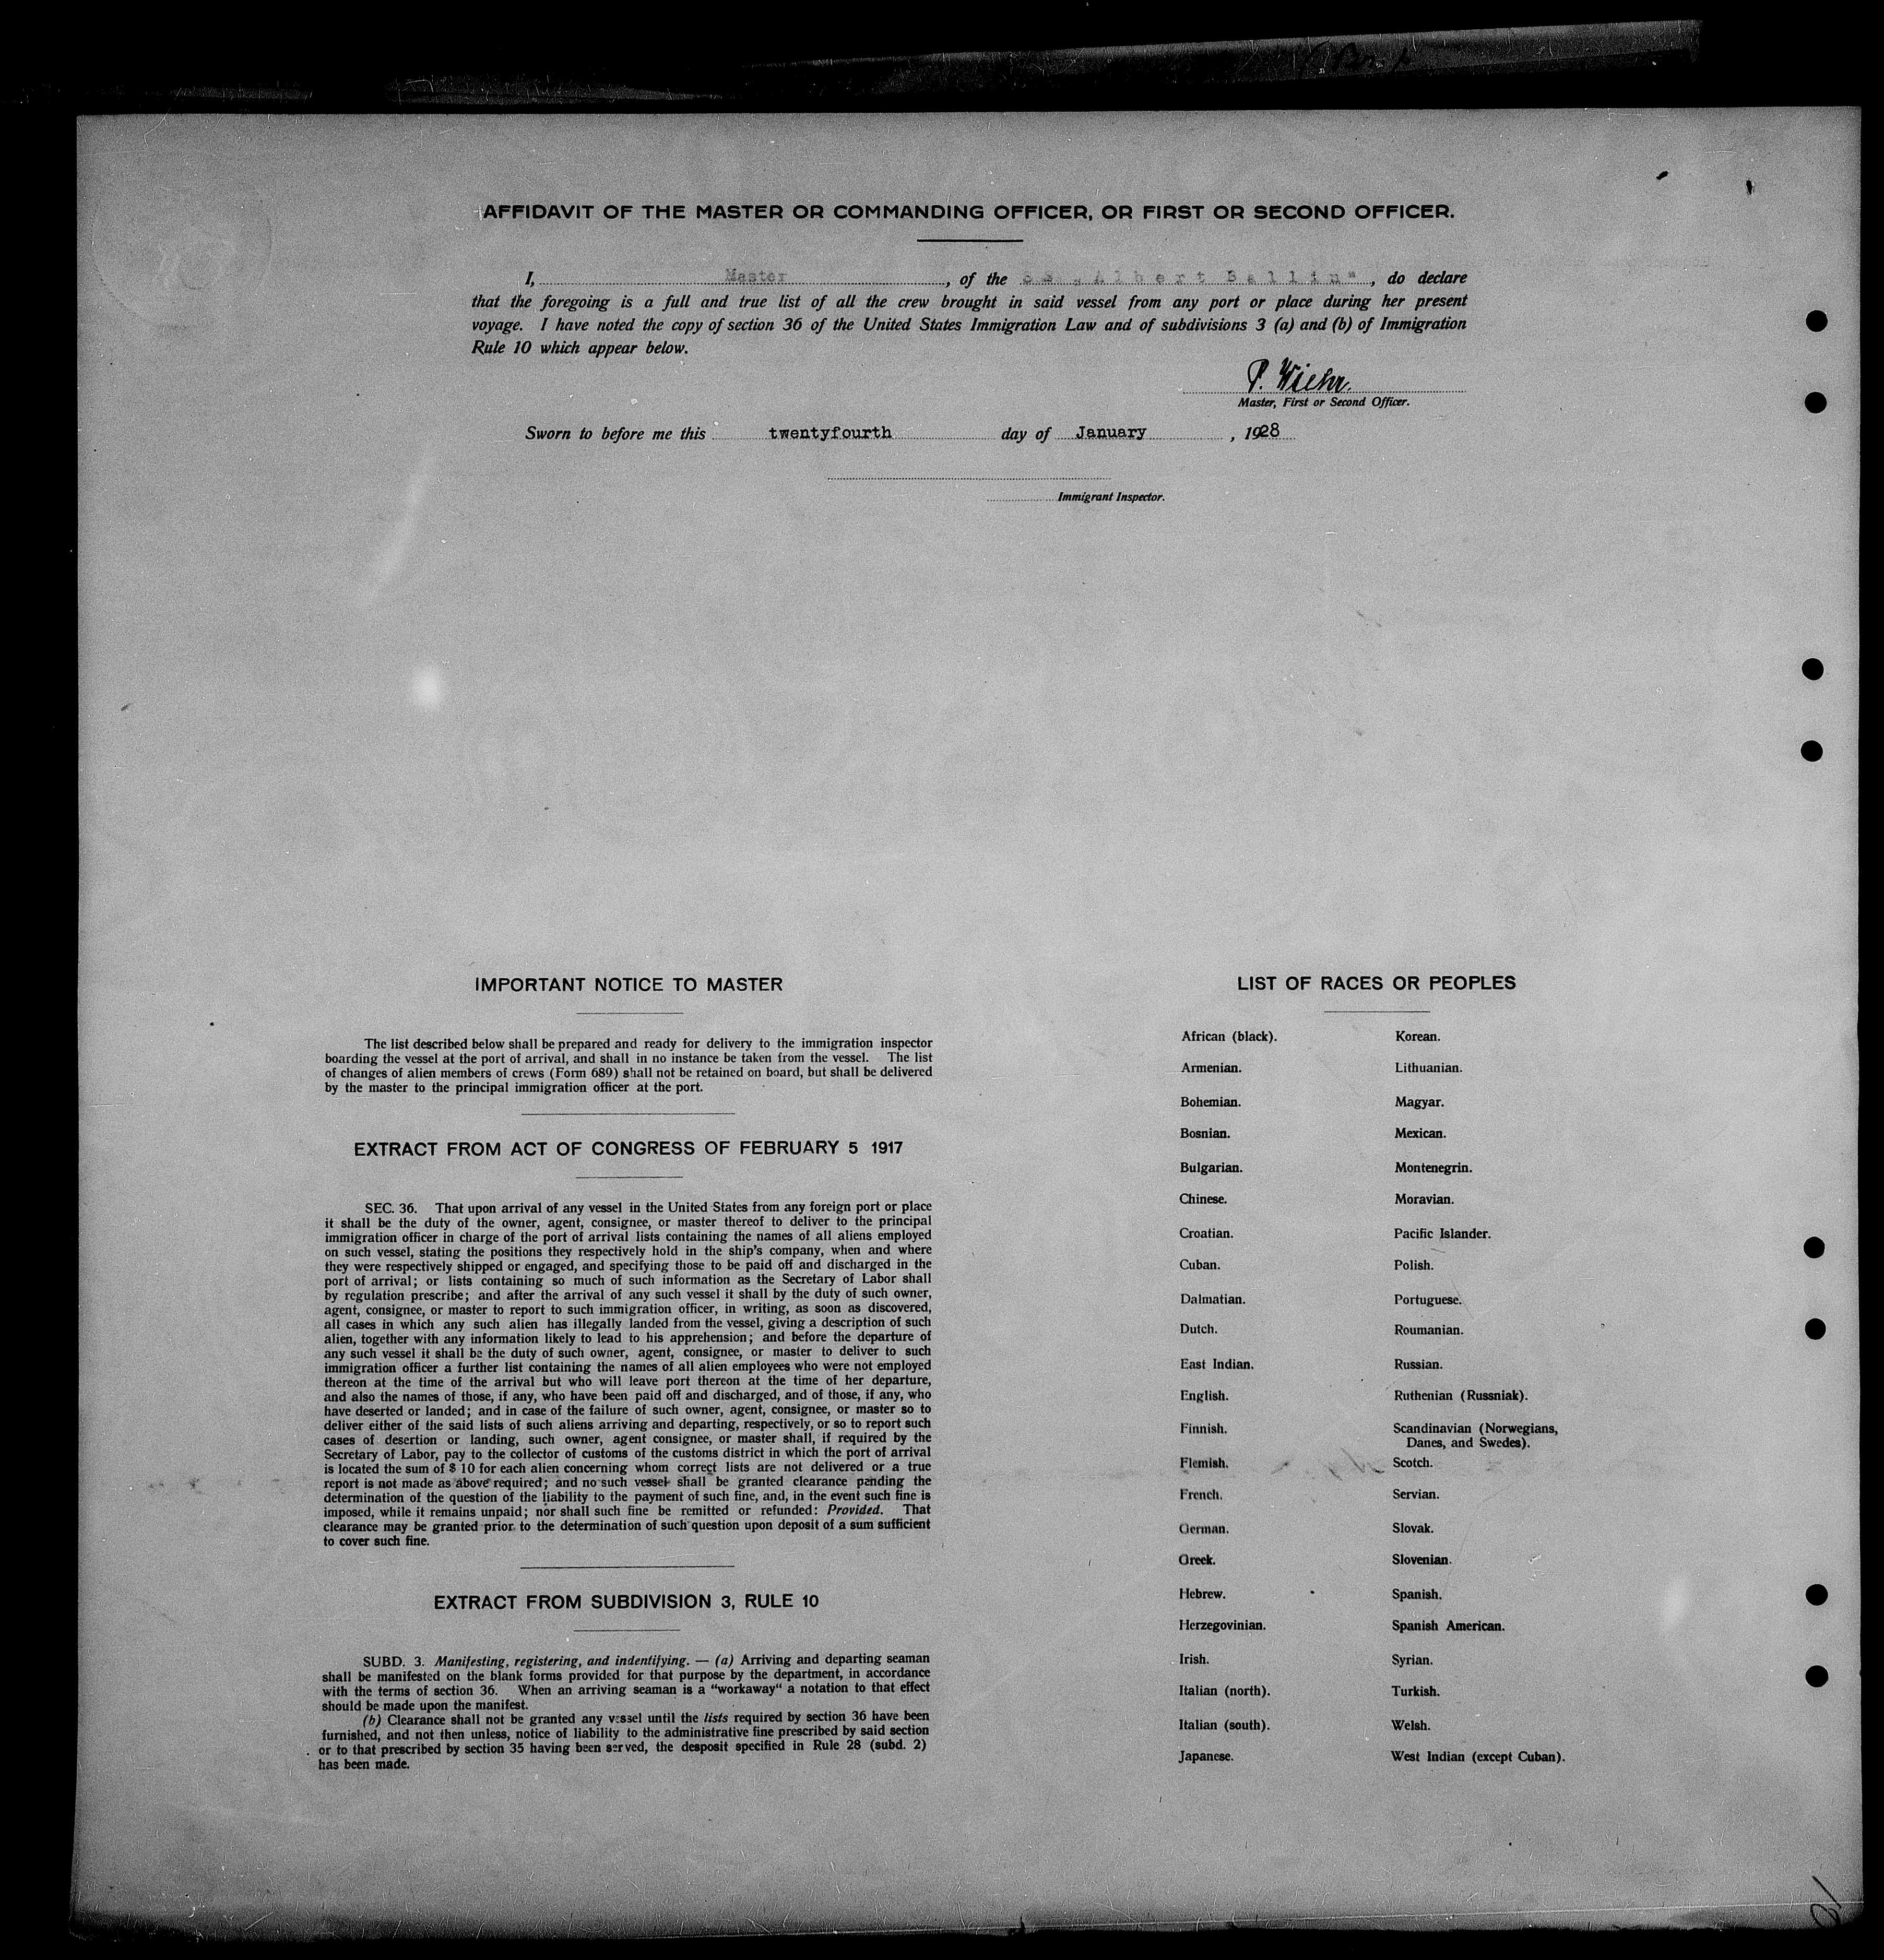 AFFIDAVIT OF THE MASTER OR COMMANDING OFFICER, OR FIRST OR SECOND OFFICER.
I, Master, of the SS „Albert Ballin", do declare
that the foregoing is a full and true list of all the crew brought in said vessel from any port or place during her present
voyage. I have noted the copy of section 36 of the United States Immigration Law and of subdivisions 3 (a) and (b) of Immigration
Rule 10 which appear below.
P. Wiehr.
Master, First or Second Officer.
Sworn to before me this twentyfourth day of January, 1928
Immigrant Inspector.
IMPORTANT NOTICE TO MASTER
The list described below shall be prepared and ready for delivery to the immigration inspector
boarding the vessel at the port of arrival, and shall in no instance be taken from the vessel. The list
of changes of alien members of crews (Form 689) shall not be retained on board, but shall be delivered
by the master to the principal immigration officer at the port.
EXTRACT FROM ACT OF CONGRESS OF FEBRUARY 5 1917
SEC. 36. That upon arrival of any vessel in the United States from any foreign port or place
it shall be the duty of the owner, agent, consignee, or master thereof to deliver to the principal
immigration officer in charge of the port of arrival lists containing the names of all aliens employed
on such vessel, stating the positions they respectively hold in the ship's company, when and where
they were respectively shipped or engaged, and specifying those to be paid off and discharged in the
port of arrival; or lists containing so much of such information as the Secretary of Labor shall
by regulation prescribe; and after the arrival of any such vessel it shall by the duty of such owner,
agent, consignee, or master to report to such immigration officer, in writing, as soon as discovered,
all cases in which any such alien has illegally landed from the vessel, giving a description of such
alien, together with any information likely to lead to his apprehension; and before the departure of
any such vessel it shall be the duty of such owner, agent, consignee, or master to deliver to such
immigration officer a further list containing the names of all alien employees who were not employed
thereon at the time of the arrival but who will leave port thereon at the time of her departure,
and also the names of those, if any, who have been paid off and discharged, and of those, if any, who
have deserted or landed; and in case of the failure of such owner, agent, consignee, or master so to
deliver either of the said lists of such aliens arriving and departing, respectively, or so to report such
cases of desertion or landing, such owner, agent consignee, or master shall, if required by the
Secretary of Labor, pay to the collector of customs of the customs district in which the port of arrival
is located the sum of $ 10 for each alien concerning whom correct lists are not delivered or a true
report is not made as above required; and no such vessel shall be granted clearance pending the
determination of the question of the liability to the payment of such fine, and, in the event such fine is
imposed, while it remains unpaid; nor shall such fine be remitted or refunded: Provided. That
clearance may be granted prior to the determination of such question upon deposit of a sum sufficient
to cover such fine.
EXTRACT FROM SUBDIVISION 3, RULE 10
SUBD. 3. Manifesting, registering, and indentifying. — (a) Arriving and departing seaman
shall be manifested on the blank forms provided for that purpose by the department, in accordance
with the terms of section 36. When an arriving seaman is a "workaway" a notation to that effect
should be made upon the manifest.
(b) Clearance shall not be granted any vessel until the lists required by section 36 have been
furnished, and not then unless, notice of liability to the administrative fine prescribed by said section
or to that prescribed by section 35 having been served, the desposit specified in Rule 28 (subd. 2)
has been made.
LIST OF RACES OR PEOPLES
African (black).
Armenian.
Bohemian.
Bosnian.
Bulgarian.
Chinese.
Croatian.
Cuban.
Dalmatian.
Dutch.
East Indian.
English.
Finnish.
Flemish.
French.
German.
Greek.
Hebrew.
Herzegovinian.
Irish.
Italian (north).
Italian (south).
Japanese.
Korean.
Lithuanian.
Magyar.
Mexican.
Montenegrin.
Moravian.
Pacific Islander.
Polish.
Portuguese.
Roumanian.
Russian.
Ruthenian (Russniak).
Scandinavian (Norwegians,
Danes, and Swedes).
Scotch.
Servian.
Slovak.
Slovenian.
Spanish.
Spanish American.
Syrian.
Turkish.
Welsh.
West Indian (except Cuban).